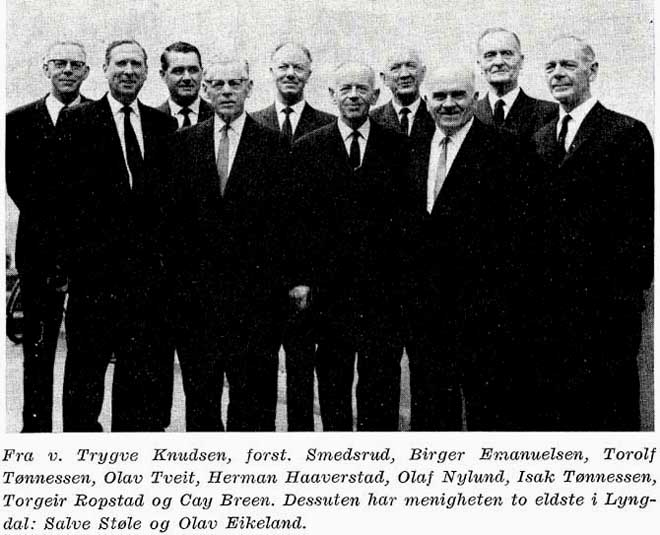 Fra v. Trygve Knudsen, forst. Smedsrud, Birger Emanuelsen, Torolf
Tønnessen, Olav Tveit, Herman Haaverstad, Olaf Nylund, Isak Tønnessen,
Torgeir Ropstad og Cay Breen. Dessuten har menigheten to eldste i Lyng-
dal: Salve Støle og Olav Eikeland.